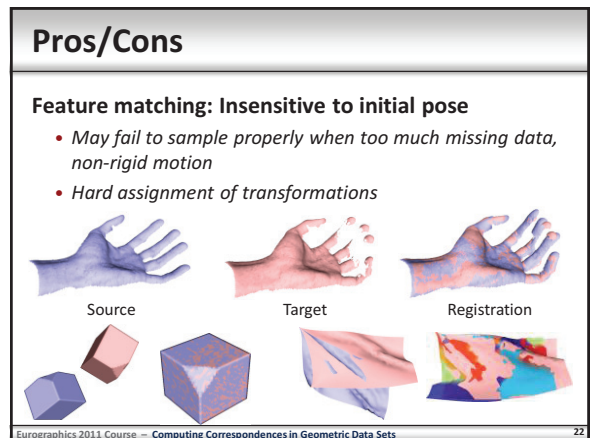 Pros/Cons
Feature matching: Insensitive to initial pose
• May fail to sample properly when too much missing data,
non-rigid motion
• Hard assignment of transformations
Source Target Registration
Eurographics 2011 Course – Computing Correspondences in Geometric Data Sets 22